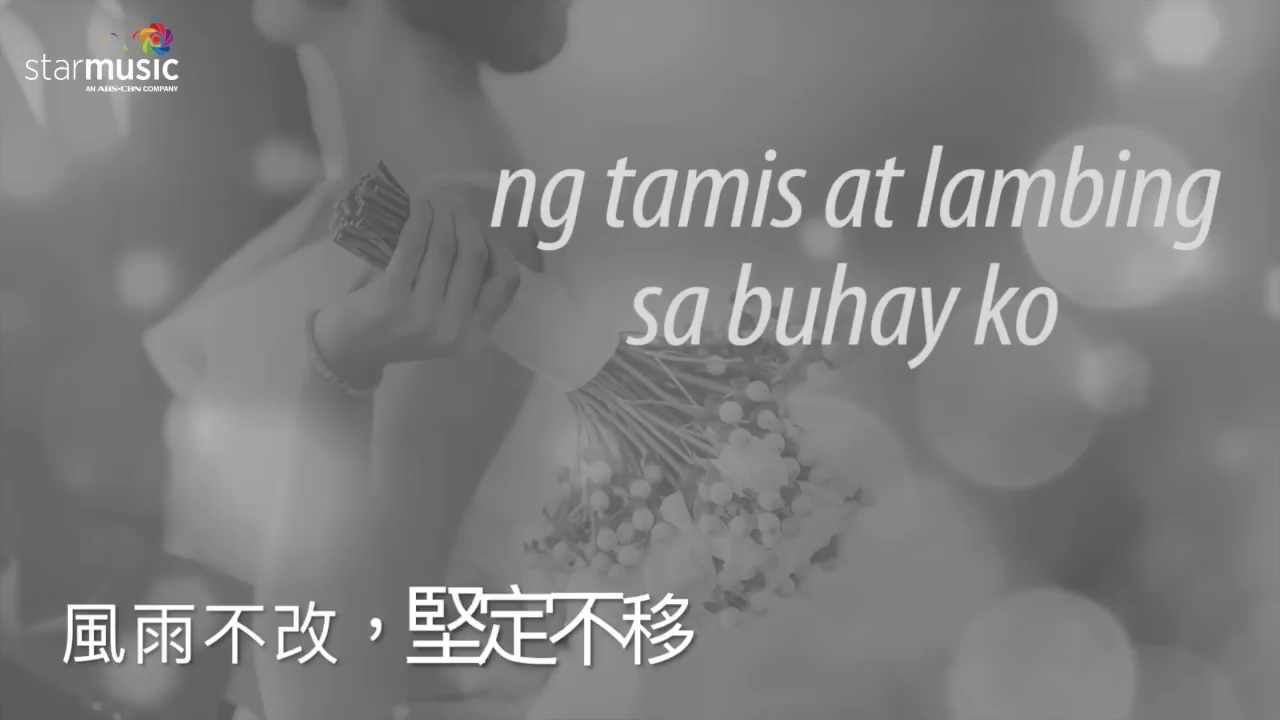 starmusic
AN ABS-CBN COMPANY
ng tamis at lambing
sa buhay ko
風雨不改，堅定不移